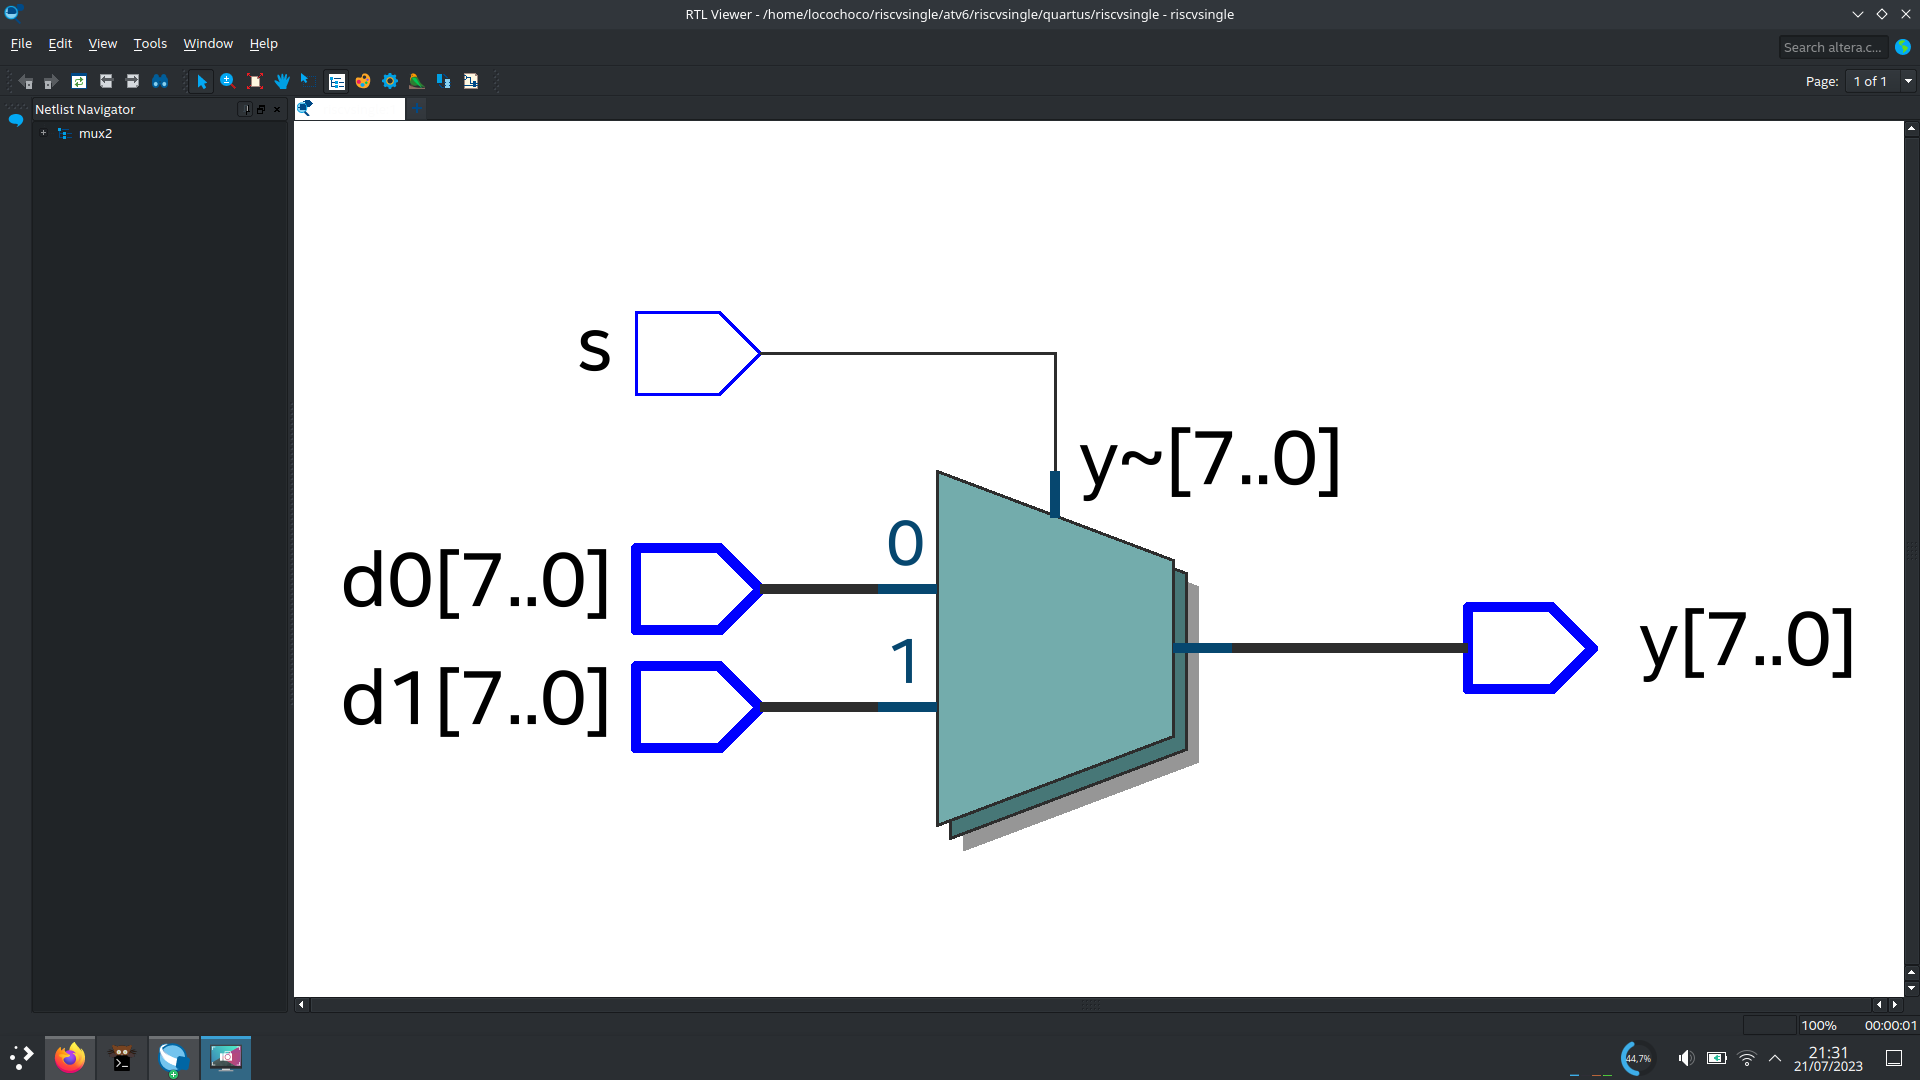 RTL Viewer - /home/locochoco/riscvsingle/atv6/riscvsingle/quartus/riscvsingle - riscvsingle
File Edit View Tools Window Help
Search altera.c...
Page: 1 of 1
Netlist Navigator
mux2
s
y~[7..0]
0
d0[7..0]
1
d1[7..0]
y[7..0]
100% 00:00:01
44,7%
21:31
21/07/2023